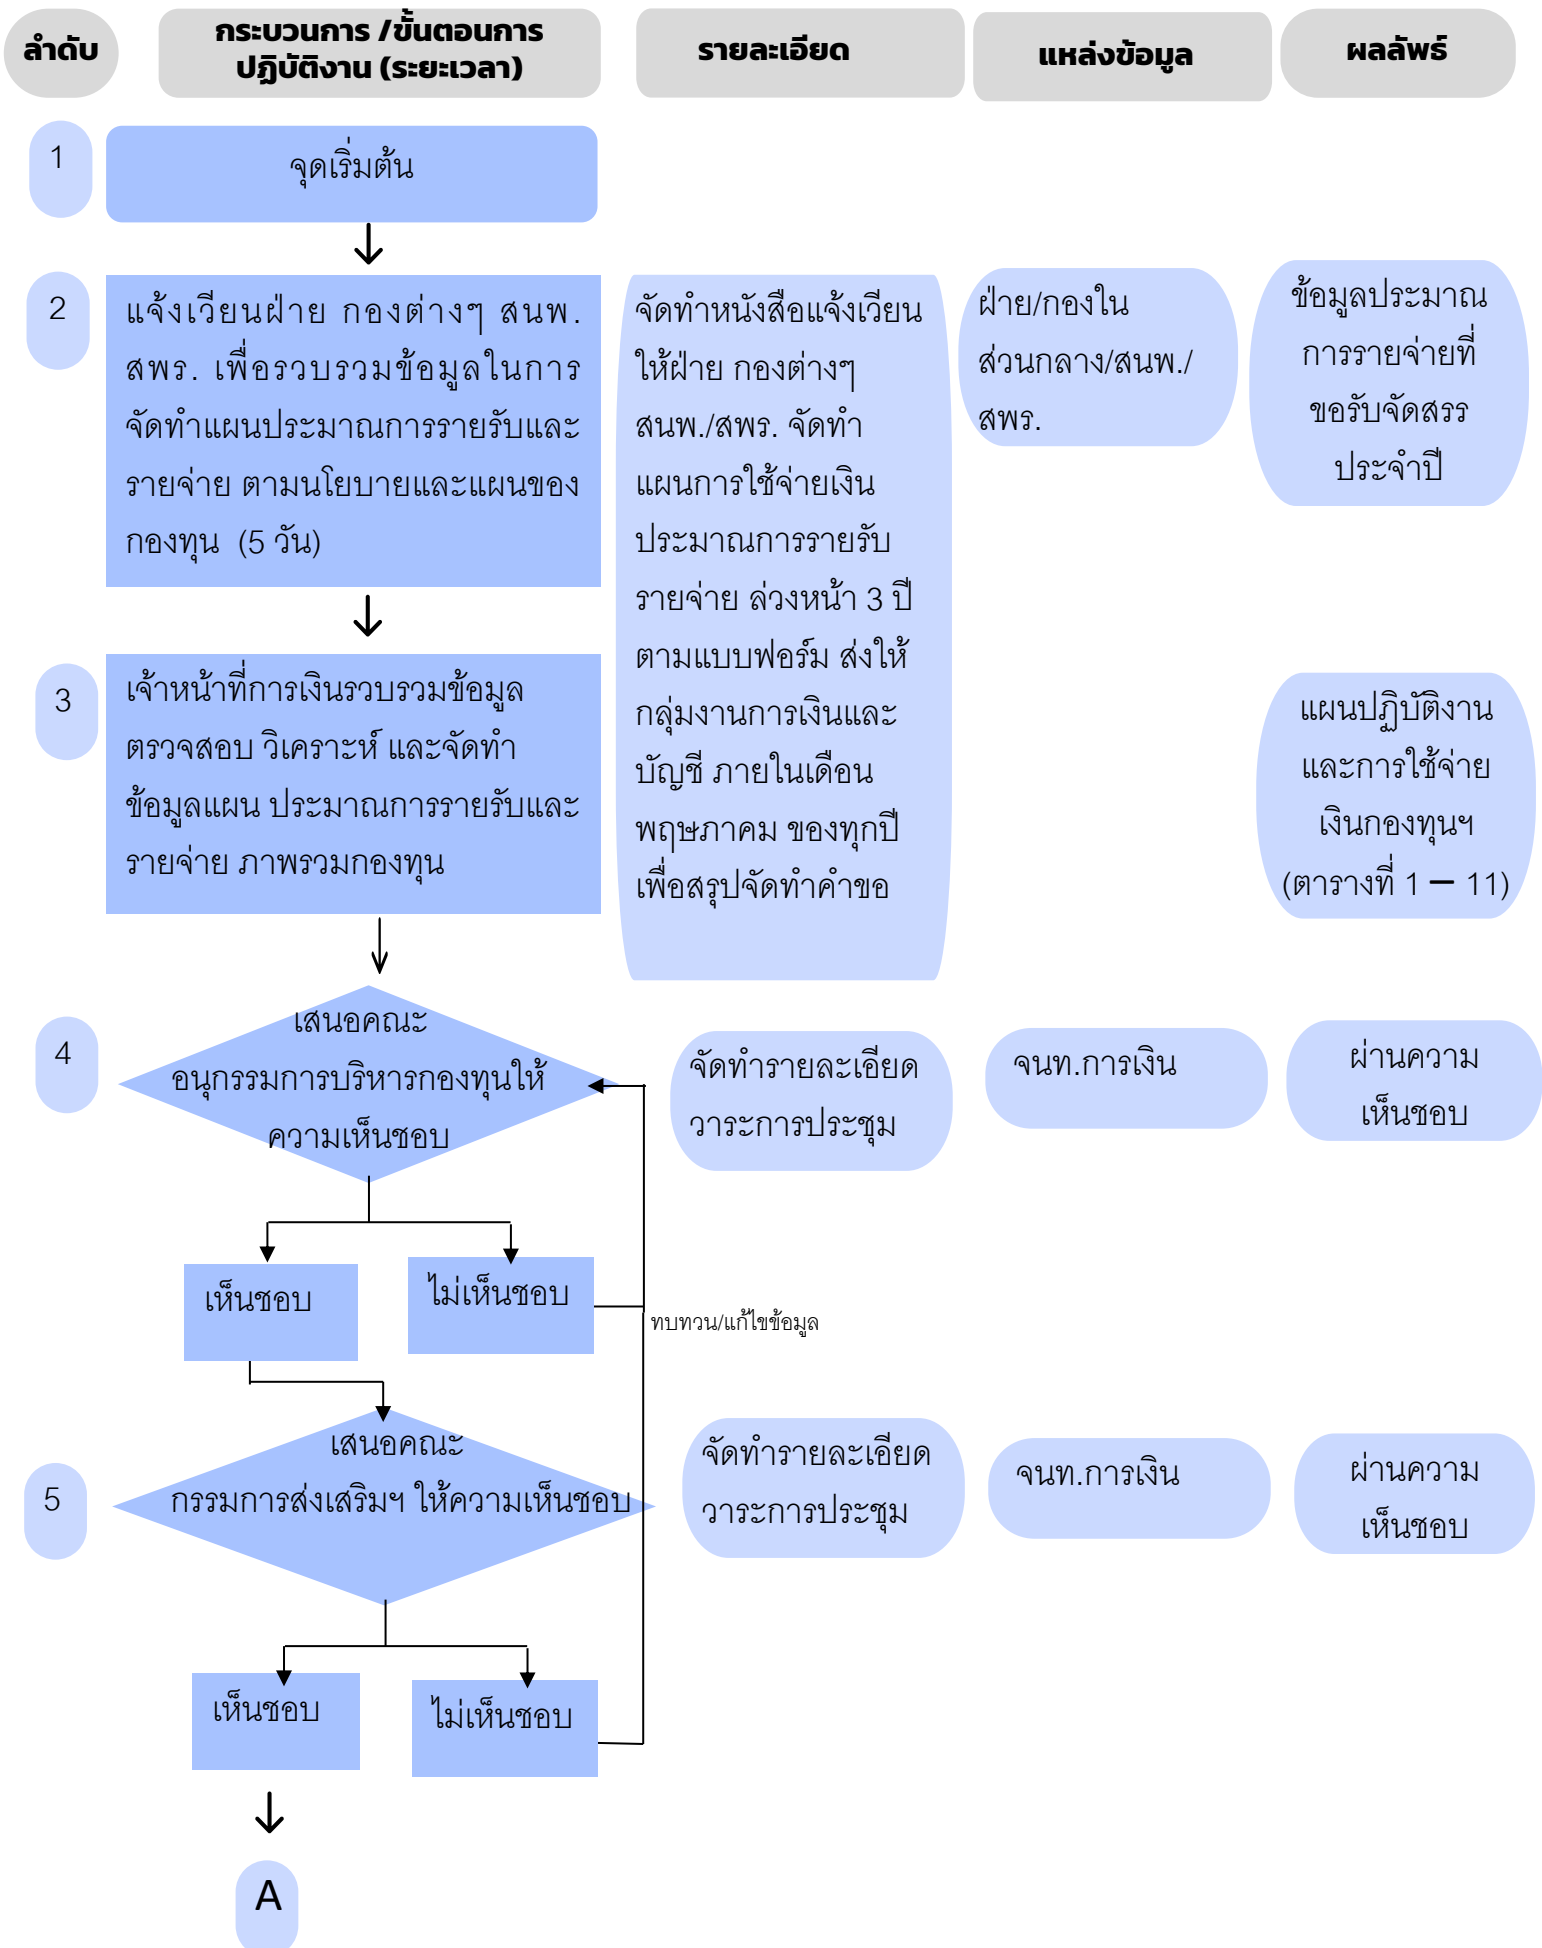 ลำดับ
กระบวนการ /ขั้นตอนการ
ปฏิบัติงาน (ระยะเวลา)
รายละเอียด
แหล่งข้อมูล
ผลลัพธ์
1
จุดเริ่มต้น
2
แจ้งเวียนฝ่าย กองต่างๆ สนพ.
สพร. เพื่อรวบรวมข้อมูลในการ
จัดทำแผนประมาณการรายรับและ
รายจ่าย ตามนโยบายและแผนของ
กองทุน (5 วัน)
จัดทำหนังสือแจ้งเวียน
ให้ฝ่าย กองต่างๆ
สนพ./สพร. จัดทำ
แผนการใช้จ่ายเงิน
ประมาณการรายรับ
รายจ่าย ล่วงหน้า 3 ปี
ตามแบบฟอร์ม ส่งให้
กลุ่มงานการเงินและ
บัญชี ภายในเดือน
พฤษภาคม ของทุกปี
เพื่อสรุปจัดทำคำขอ
ฝ่าย/กองใน
ส่วนกลาง/สนพ./
สพร.
ข้อมูลประมาณ
การรายจ่ายที่
ขอรับจัดสรร
ประจำปี
3
เจ้าหน้าที่การเงินรวบรวมข้อมูล
ตรวจสอบ วิเคราะห์ และจัดทำ
ข้อมูลแผน ประมาณการรายรับและ
รายจ่าย ภาพรวมกองทุน
แผนปฏิบัติงาน
และการใช้จ่าย
เงินกองทุนฯ
(ตารางที่ 1 – 11)
4
เสนอคณะ
อนุกรรมการบริหารกองทุนให้
ความเห็นชอบ
จัดทำรายละเอียด
วาระการประชุม
จนท.การเงิน
ผ่านความ
เห็นชอบ
เห็นชอบ
ไม่เห็นชอบ
ทบทวน/แก้ไขข้อมูล
5
เสนอคณะ
กรรมการส่งเสริมฯ ให้ความเห็นชอบ
จัดทำรายละเอียด
วาระการประชุม
จนท.การเงิน
ผ่านความ
เห็นชอบ
เห็นชอบ
ไม่เห็นชอบ
A